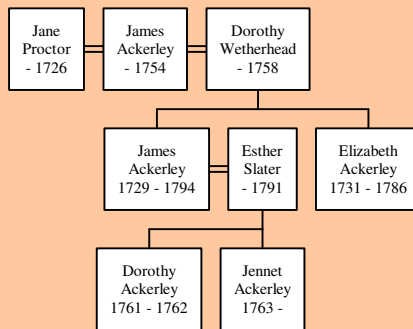 Jane
Proctor
- 1726
James
Ackerley
- 1754
Dorothy
Wetherhead
- 1758
James
Ackerley
1729 - 1794
Esther
Slater
- 1791
Elizabeth
Ackerley
1731 - 1786
Dorothy
Ackerley
1761 - 1762
Jennet
Ackerley
1763 -